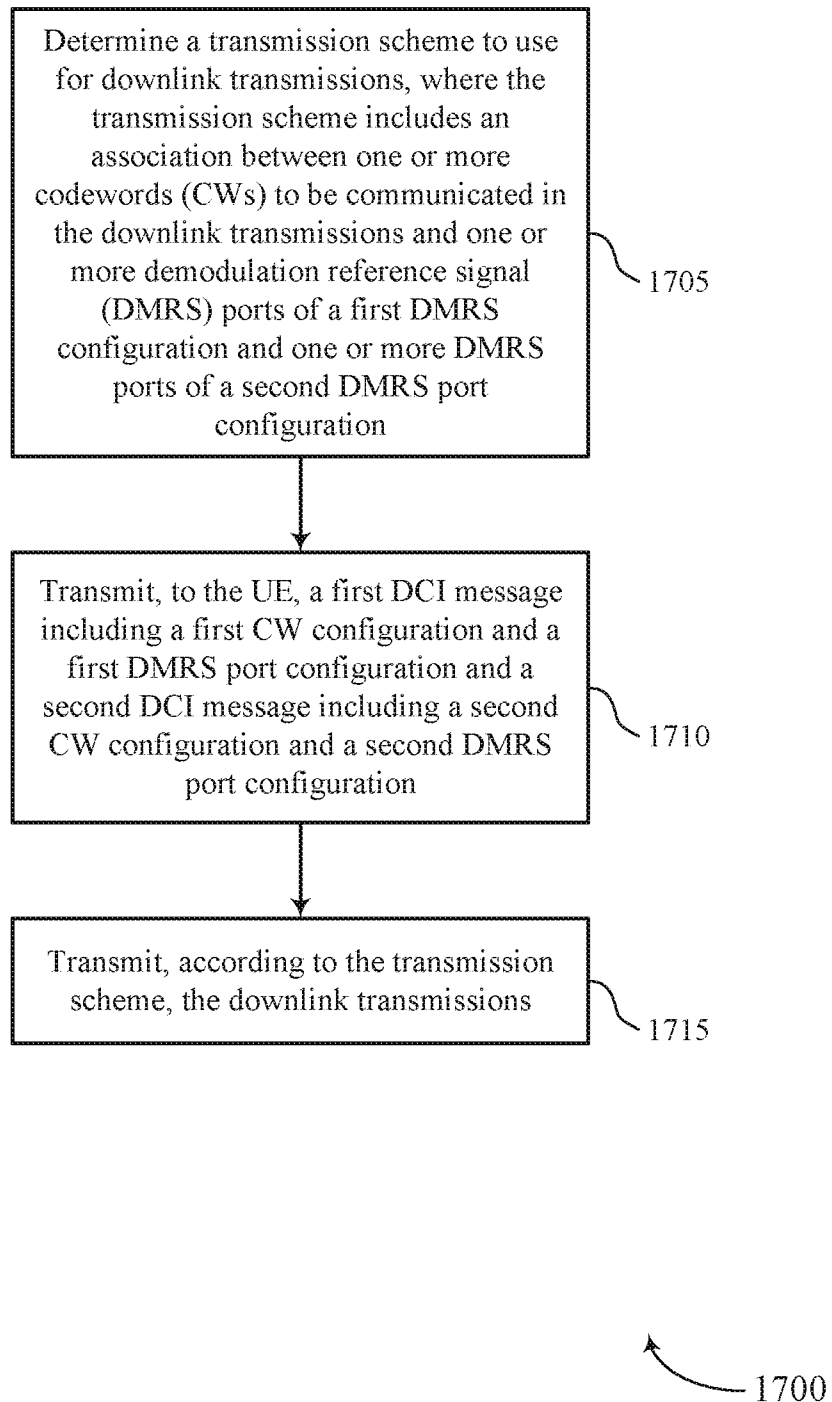 Determine a transmission scheme to use
for downlink transmissions, where the
transmission scheme includes an
association between one or more
codewords (CWs) to be communicated in
the downlink transmissions and one or
more demodulation reference signal
(DMRS) ports of a first DMRS
configuration and one or more DMRS
ports of a second DMRS port
configuration
1705
Transmit, to the UE, a first DCI message
including a first CW configuration and a
first DMRS port configuration and a
second DCI message including a second
CW configuration and a second DMRS
port configuration
1710
Transmit, according to the transmission
scheme, the downlink transmissions
1715
1700